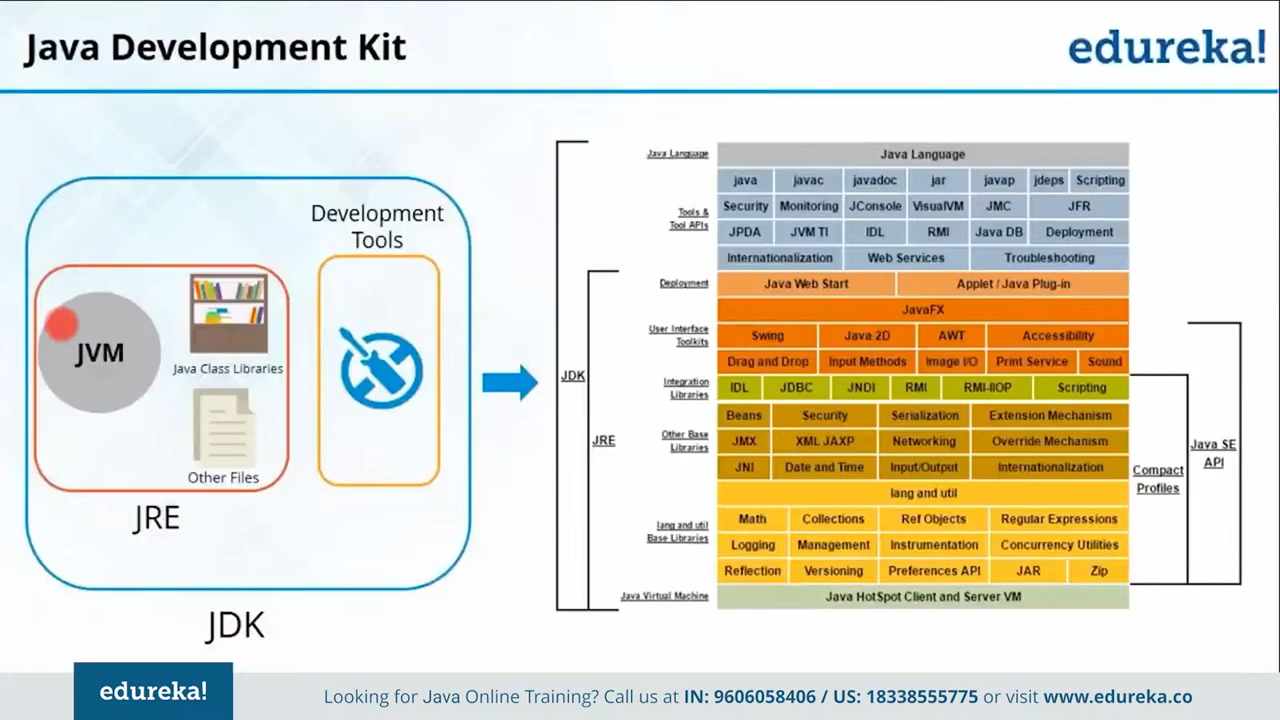 Java Development Kit
edureka!
Development
Tools
JVM
Java Class Libraries
Other Files
JRE
JDK
JDK
JRE
Java Language
Java Language
Tools &
Tool APIs
java javac javadoc jar javap jdeps Scripting
Security Monitoring JConsole VisualVM JMC JFR
JPDA JVM TI IDL RMI Java DB Deployment
Internationalization Web Services Troubleshooting
Deployment
Java Web Start Applet / Java Plug-in
JavaFX
User Interface
Toolkits
Swing Java 2D AWT Accessibility
Drag and Drop Input Methods Image I/O Print Service Sound
Integration
Libraries
IDL JDBC JNDI RMI RMI-IIOP Scripting
Other Base
Libraries
Beans Security Serialization Extension Mechanism
JMX XML JAXP Networking Override Mechanism
JNI Date and Time Input/Output Internationalization
lang and util
lang and util
Base Libraries
Math Collections Ref Objects Regular Expressions
Logging Management Instrumentation Concurrency Utilities
Reflection Versioning Preferences API JAR Zip
Java Virtual Machine
Java HotSpot Client and Server VM
Compact
Profiles
Java SE
API
edureka!
Looking for Java Online Training? Call us at IN: 9606058406 / US: 18338555775 or visit www.edureka.co